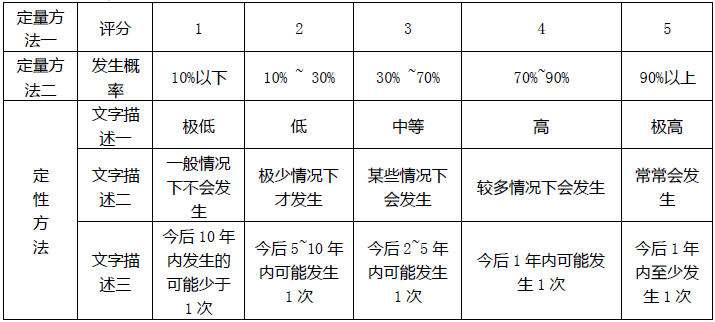 定量方
法一
评分
1
2
3
4
5
定量方
法二
发生概
率
10%以下
10% ~ 30%
30% ~70%
70%~90%
90%以上
定
性
方
法
文字描
述一
极低
低
中等
高
极高
文字描
述二
一般情况
下不会发
生
极少情况下
才发生
某些情况下
会发生
较多情况下会发生
常常会发
生
文字描
述三
今后 10 年
内发生的
可能少于
1 次
今后 5~10 年
内可能发生
1 次
今后 2~5 年
内可能发生
1 次
今后 1 年内可能发
生 1 次
今后 1 年
内至少发
生 1 次